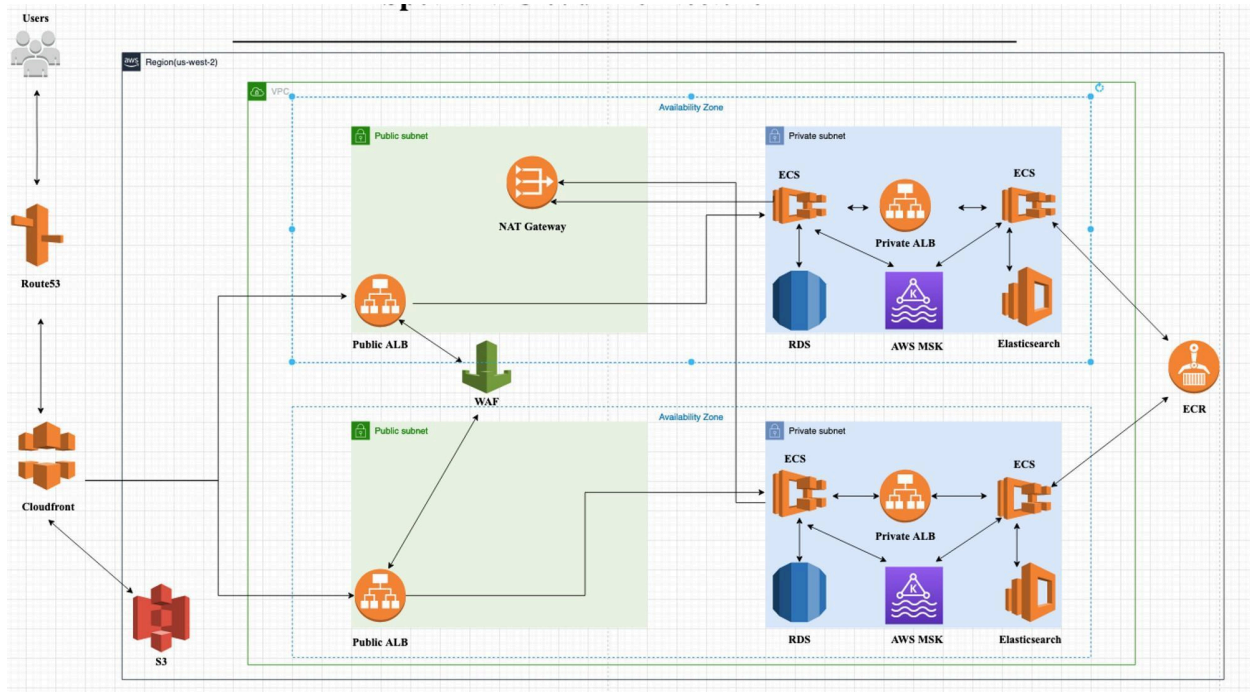 Users
aws
Region(us-west-2)
VPC
Availability Zone
Public subnet
Private subnet
ECS
ECS
NAT Gateway
Private ALB
Route53
K
Public ALB
RDS
AWS MSK
Elasticsearch
WAF
ECR
Availability Zone
Public subnet
Private subnet
ECS
ECS
Cloudfront
Private ALB
K
Public ALB
RDS
AWS MSK
Elasticsearch
S3